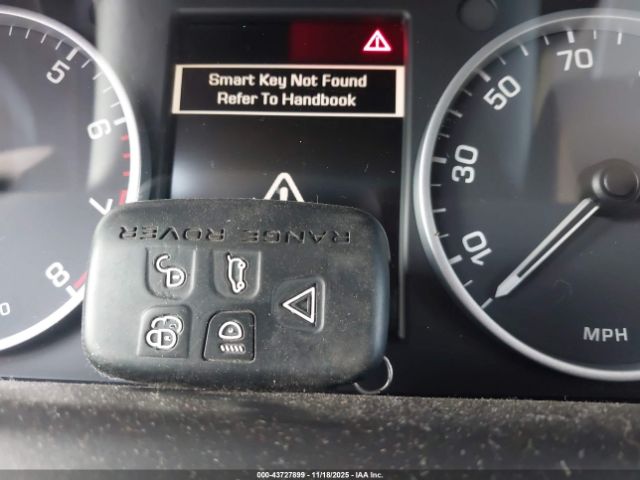 Smart Key Not Found
Refer To Handbook
5
6
7
8
0
10
30
50
70
MPH
RANGE ROVER
000-43727899 - 11/18/2025 - IAA Inc.